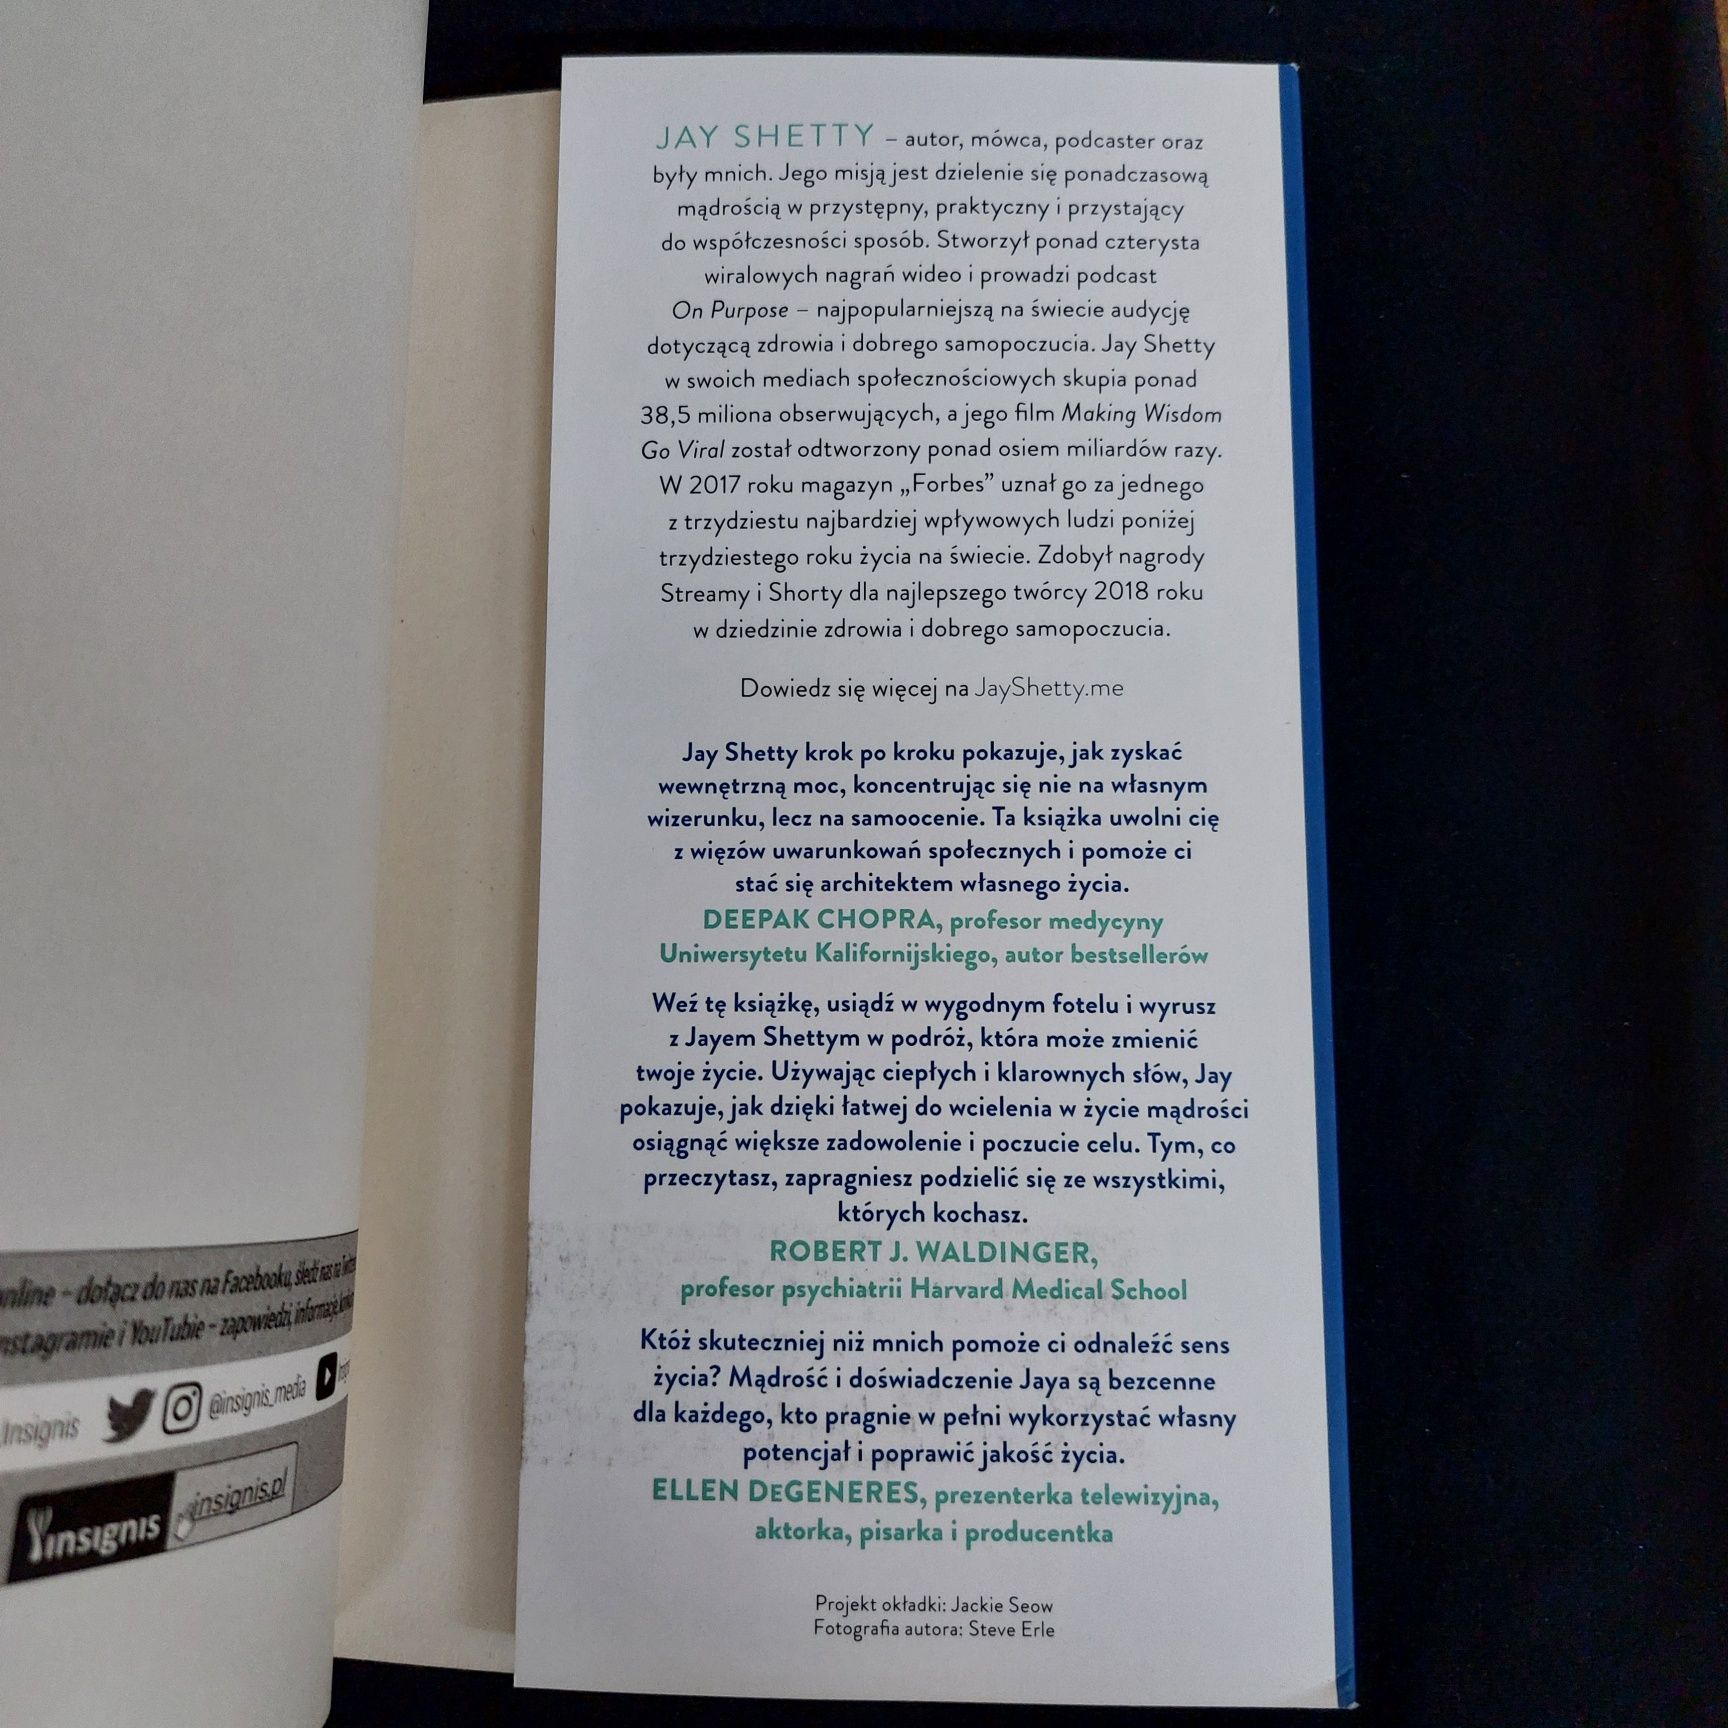 JAY SHETTY – autor, mówca, podcaster oraz
były mnich. Jego misją jest dzielenie się ponadczasową
mądrością w przystępny, praktyczny i przystający
do współczesności sposób. Stworzył ponad czterysta
wiralowych nagrań wideo i prowadzi podcast
On Purpose – najpopularniejszą na świecie audycję
dotyczącą zdrowia i dobrego samopoczucia. Jay Shetty
w swoich mediach społecznościowych skupia ponad
38,5 miliona obserwujących, a jego film Making Wisdom
Go Viral został odtworzony ponad osiem miliardów razy.
W 2017 roku magazyn „Forbes” uznał go za jednego
z trzydziestu najbardziej wpływowych ludzi poniżej
trzydziestego roku życia na świecie. Zdobył nagrody
Streamy i Shorty dla najlepszego twórcy 2018 roku
w dziedzinie zdrowia i dobrego samopoczucia.
Dowiedz się więcej na JayShetty.me
Jay Shetty krok po kroku pokazuje, jak zyskać
wewnętrzną moc, koncentrując się nie na własnym
wizerunku, lecz na samoocenie. Ta książka uwolni cię
z więzów uwarunkowań społecznych i pomoże ci
stać się architektem własnego życia.
DEEPAK CHOPRA, profesor medycyny
Uniwersytetu Kalifornijskiego, autor bestsellerów
Weź tę książkę, usiądź w wygodnym fotelu i wyrusz
z Jayem Shettym w podróż, która może zmienić
twoje życie. Używając ciepłych i klarownych słów, Jay
pokazuje, jak dzięki łatwej do wcielenia w życie mądrości
osiągnąć większe zadowolenie i poczucie celu. Tym, co
przeczytasz, zapragniesz podzielić się ze wszystkimi,
których kochasz.
ROBERT J. WALDINGER,
profesor psychiatrii Harvard Medical School
Któż skuteczniej niż mnich pomoże ci odnaleźć sens
życia? Mądrość i doświadczenie Jaya są bezcenne
dla każdego, kto pragnie w pełni wykorzystać własny
potencjał i poprawić jakość życia.
ELLEN DEGENERES, prezenterka telewizyjna,
aktorka, pisarka i producentka
Projekt okładki: Jackie Seow
Fotografia autora: Steve Erle
– dołącz do nas na Facebooku, śledź nas na
i YouTubie – zapowiedzi, informacje,
Insignis @insignis_media
insignis insignis.pl